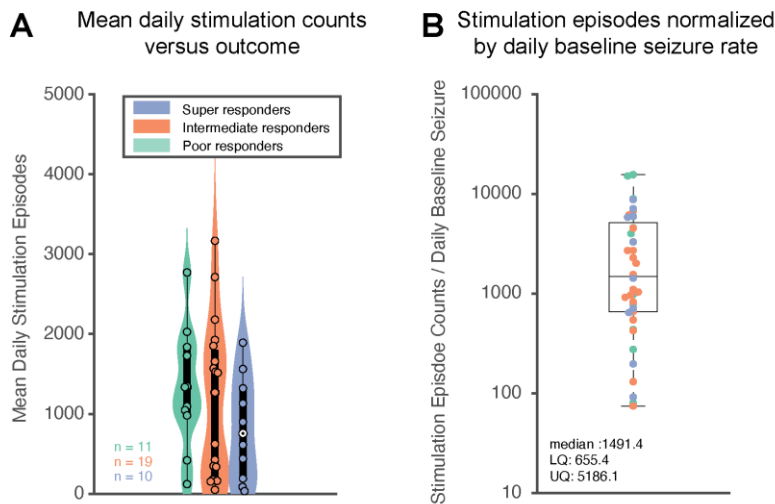 A
Mean daily stimulation counts
versus outcome
Mean Daily Stimulation Episodes
5000
4000
3000
2000
1000
0
Super responders
Intermediate responders
Poor responders
n = 11
n = 19
n = 10
B
Stimulation episodes normalized
by daily baseline seizure rate
Stimulation Episdoe Counts / Daily Baseline Seizure
100000
10000
1000
100
10
median :1491.4
LQ: 655.4
UQ: 5186.1